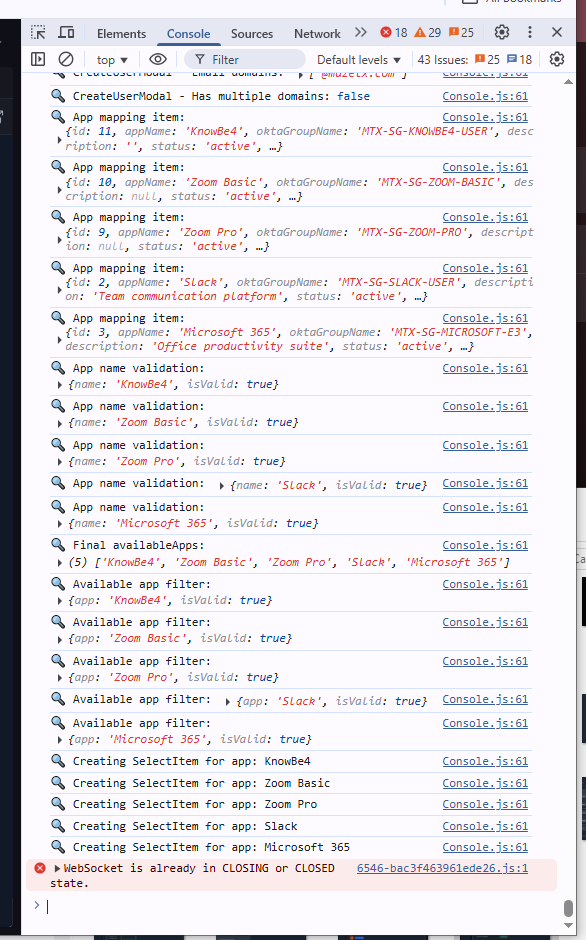 All Bookmarks
Elements Console Sources Network 18 29 25
top Filter Default levels 43 Issues: 25 18
CreateUserModal - Email domains: Console.js:61
CreateUserModal - Has multiple domains: false Console.js:61
App mapping item: Console.js:61
{id: 11, appName: 'KnowBe4', oktaGroupName: 'MTX-SG-KNOWBE4-USER', des
cription: '', status: 'active', …}
App mapping item: Console.js:61
{id: 10, appName: 'Zoom Basic', oktaGroupName: 'MTX-SG-ZOOM-BASIC', de
scription: null, status: 'active', …}
App mapping item: Console.js:61
{id: 9, appName: 'Zoom Pro', oktaGroupName: 'MTX-SG-ZOOM-PRO', descript
ion: null, status: 'active', …}
App mapping item: Console.js:61
{id: 2, appName: 'Slack', oktaGroupName: 'MTX-SG-SLACK-USER', descripti
on: 'Team communication platform', status: 'active', …}
App mapping item: Console.js:61
{id: 3, appName: 'Microsoft 365', oktaGroupName: 'MTX-SG-MICROSOFT-E3',
description: 'Office productivity suite', status: 'active', …}
App name validation: Console.js:61
{name: 'KnowBe4', isValid: true}
App name validation: Console.js:61
{name: 'Zoom Basic', isValid: true}
App name validation: Console.js:61
{name: 'Zoom Pro', isValid: true}
App name validation: {name: 'Slack', isValid: true} Console.js:61
App name validation: Console.js:61
{name: 'Microsoft 365', isValid: true}
Final availableApps: Console.js:61
(5) ['KnowBe4', 'Zoom Basic', 'Zoom Pro', 'Slack', 'Microsoft 365']
Available app filter: Console.js:61
{app: 'KnowBe4', isValid: true}
Available app filter: Console.js:61
{app: 'Zoom Basic', isValid: true}
Available app filter: Console.js:61
{app: 'Zoom Pro', isValid: true}
Available app filter: {app: 'Slack', isValid: true} Console.js:61
Available app filter: Console.js:61
{app: 'Microsoft 365', isValid: true}
Creating SelectItem for app: KnowBe4 Console.js:61
Creating SelectItem for app: Zoom Basic Console.js:61
Creating SelectItem for app: Zoom Pro Console.js:61
Creating SelectItem for app: Slack Console.js:61
Creating SelectItem for app: Microsoft 365 Console.js:61
WebSocket is already in CLOSING or CLOSED 6546-bac3f463961ede26.js:1
state.